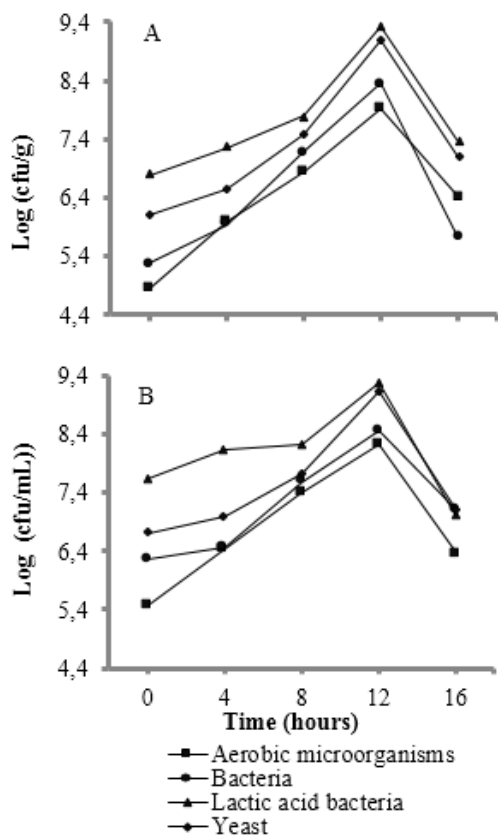 A
9,4
8,4
7,4
6,4
5,4
4,4
Log (cfu/g)
B
9,4
8,4
7,4
6,4
5,4
4,4
Log (cfu/mL))
0 4 8 12 16
Time (hours)
Aerobic microorganisms
Bacteria
Lactic acid bacteria
Yeast